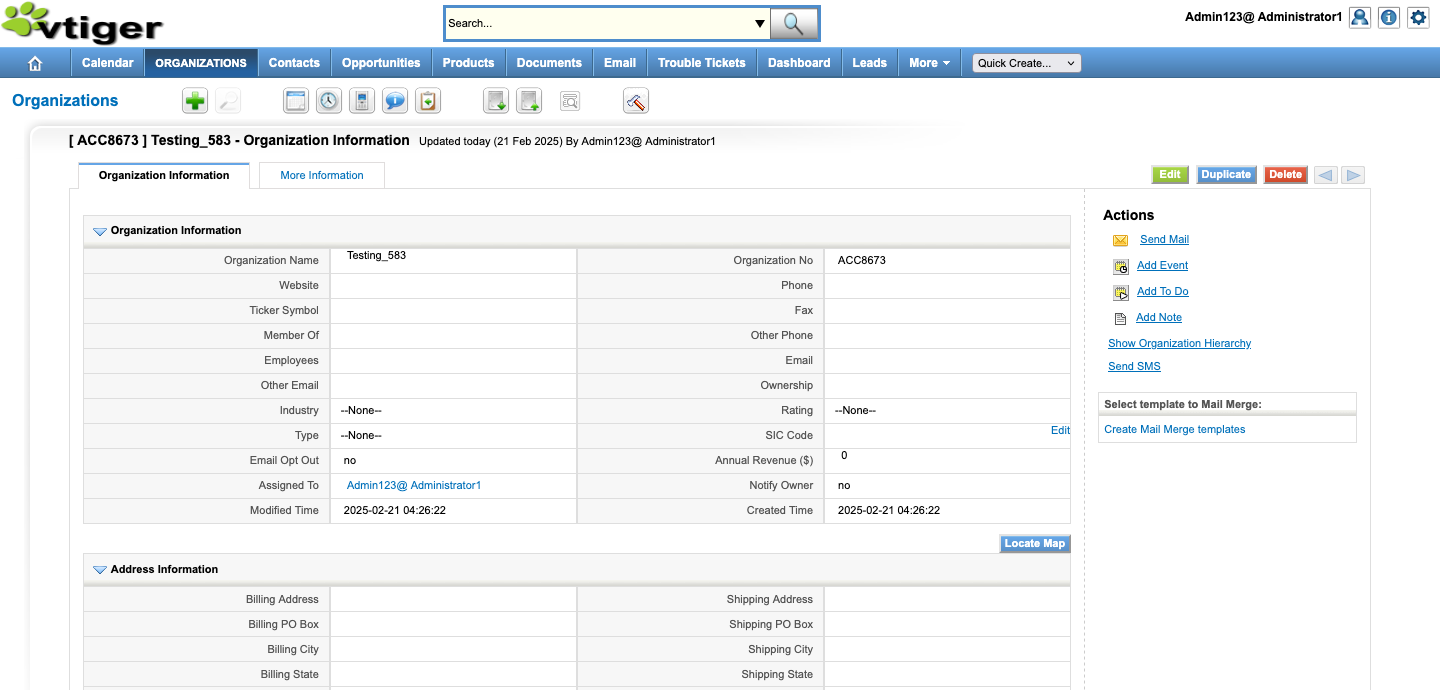 vtiger
Search...
Admin123@ Administrator1
Calendar
ORGANIZATIONS
Contacts
Opportunities
Products
Documents
Email
Trouble Tickets
Dashboard
Leads
More
Quick Create...
Organizations
[ ACC8673 ] Testing_583 - Organization Information Updated today (21 Feb 2025) By Admin123@ Administrator1
Organization Information
More Information
Edit
Duplicate
Delete
Organization Information
Organization Name Testing_583 Organization No ACC8673
Website Phone
Ticker Symbol Fax
Member Of Other Phone
Employees Email
Other Email Ownership
Industry --None-- Rating --None--
Type --None-- SIC Code Edit
Email Opt Out no Annual Revenue ($) 0
Assigned To Admin123@ Administrator1 Notify Owner no
Modified Time 2025-02-21 04:26:22 Created Time 2025-02-21 04:26:22
Locate Map
Address Information
Billing Address Shipping Address
Billing PO Box Shipping PO Box
Billing City Shipping City
Billing State Shipping State
Actions
Send Mail
Add Event
Add To Do
Add Note
Show Organization Hierarchy
Send SMS
Select template to Mail Merge:
Create Mail Merge templates